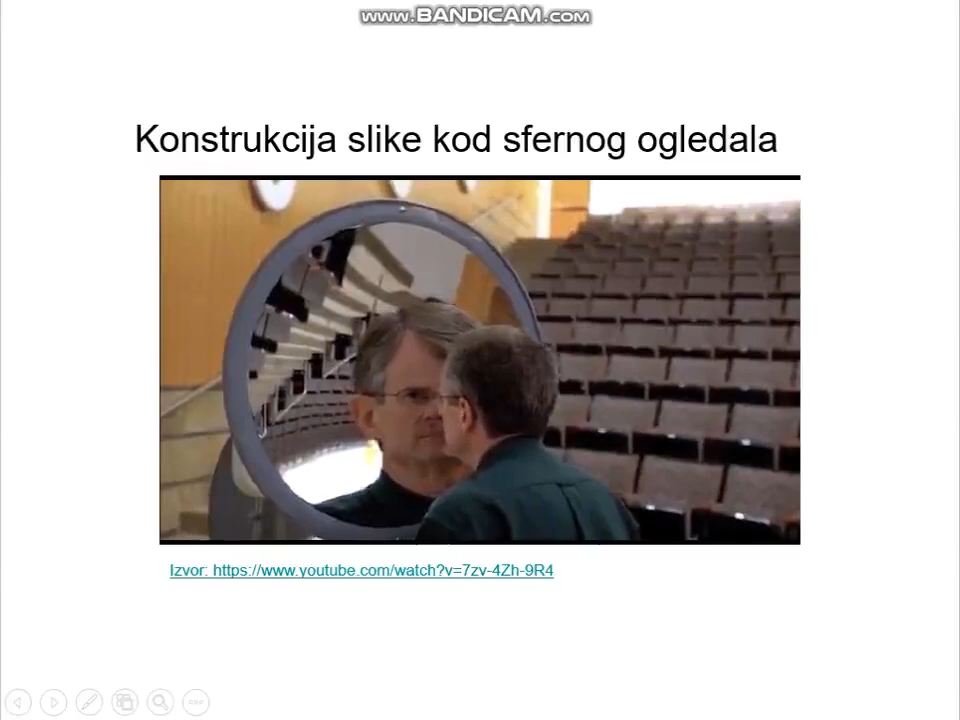 www.BANDICAM.com
Konstrukcija slike kod sfernog ogledala
Izvor: https://www.youtube.com/watch?v=7zv-4Zh-9R4